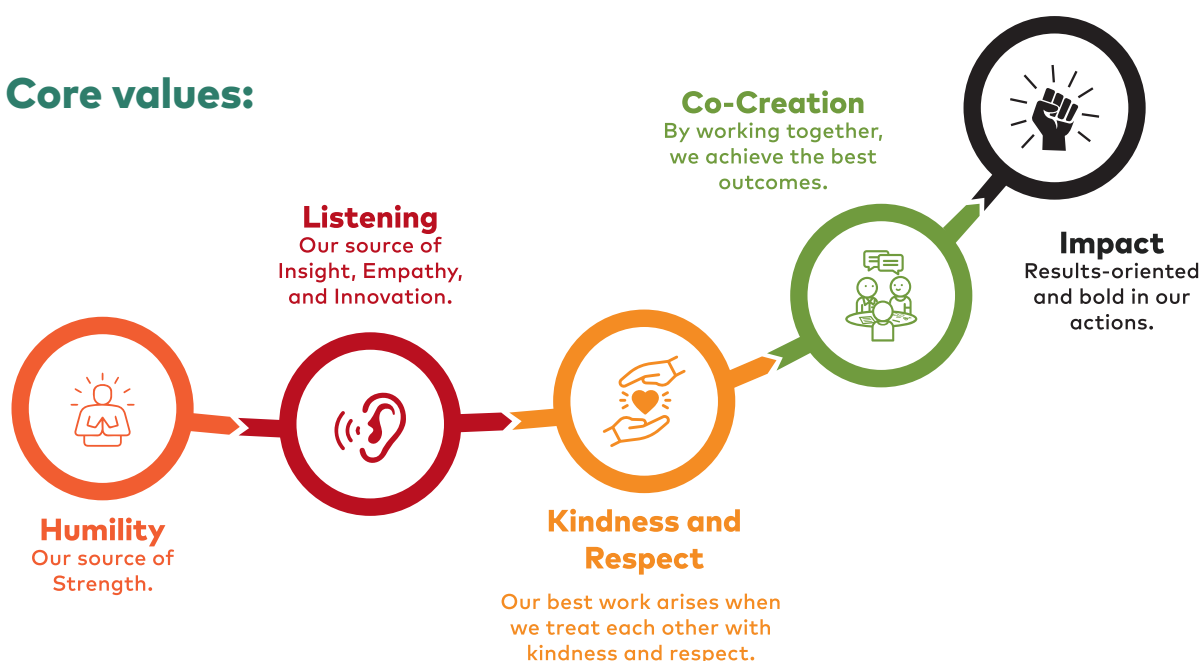 Core values:
Humility
Our source of
Strength.
Listening
Our source of
Insight, Empathy,
and Innovation.
Kindness and
Respect
Our best work arises when
we treat each other with
kindness and respect.
Co-Creation
By working together,
we achieve the best
outcomes.
Impact
Results-oriented
and bold in our
actions.